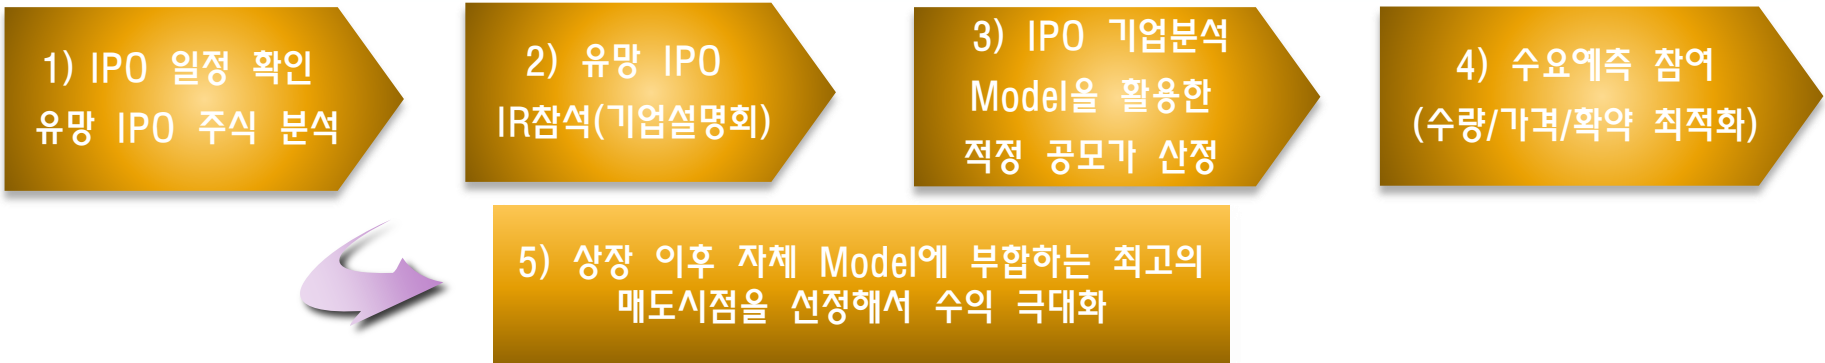 1) IPO 일정 확인
유망 IPO 주식 분석
2) 유망 IPO
IR참석(기업설명회)
3) IPO 기업분석
Model을 활용한
적정 공모가 산정
4) 수요예측 참여
(수량/가격/확약 최적화)
5) 상장 이후 자체 Model에 부합하는 최고의
매도시점을 선정해서 수익 극대화